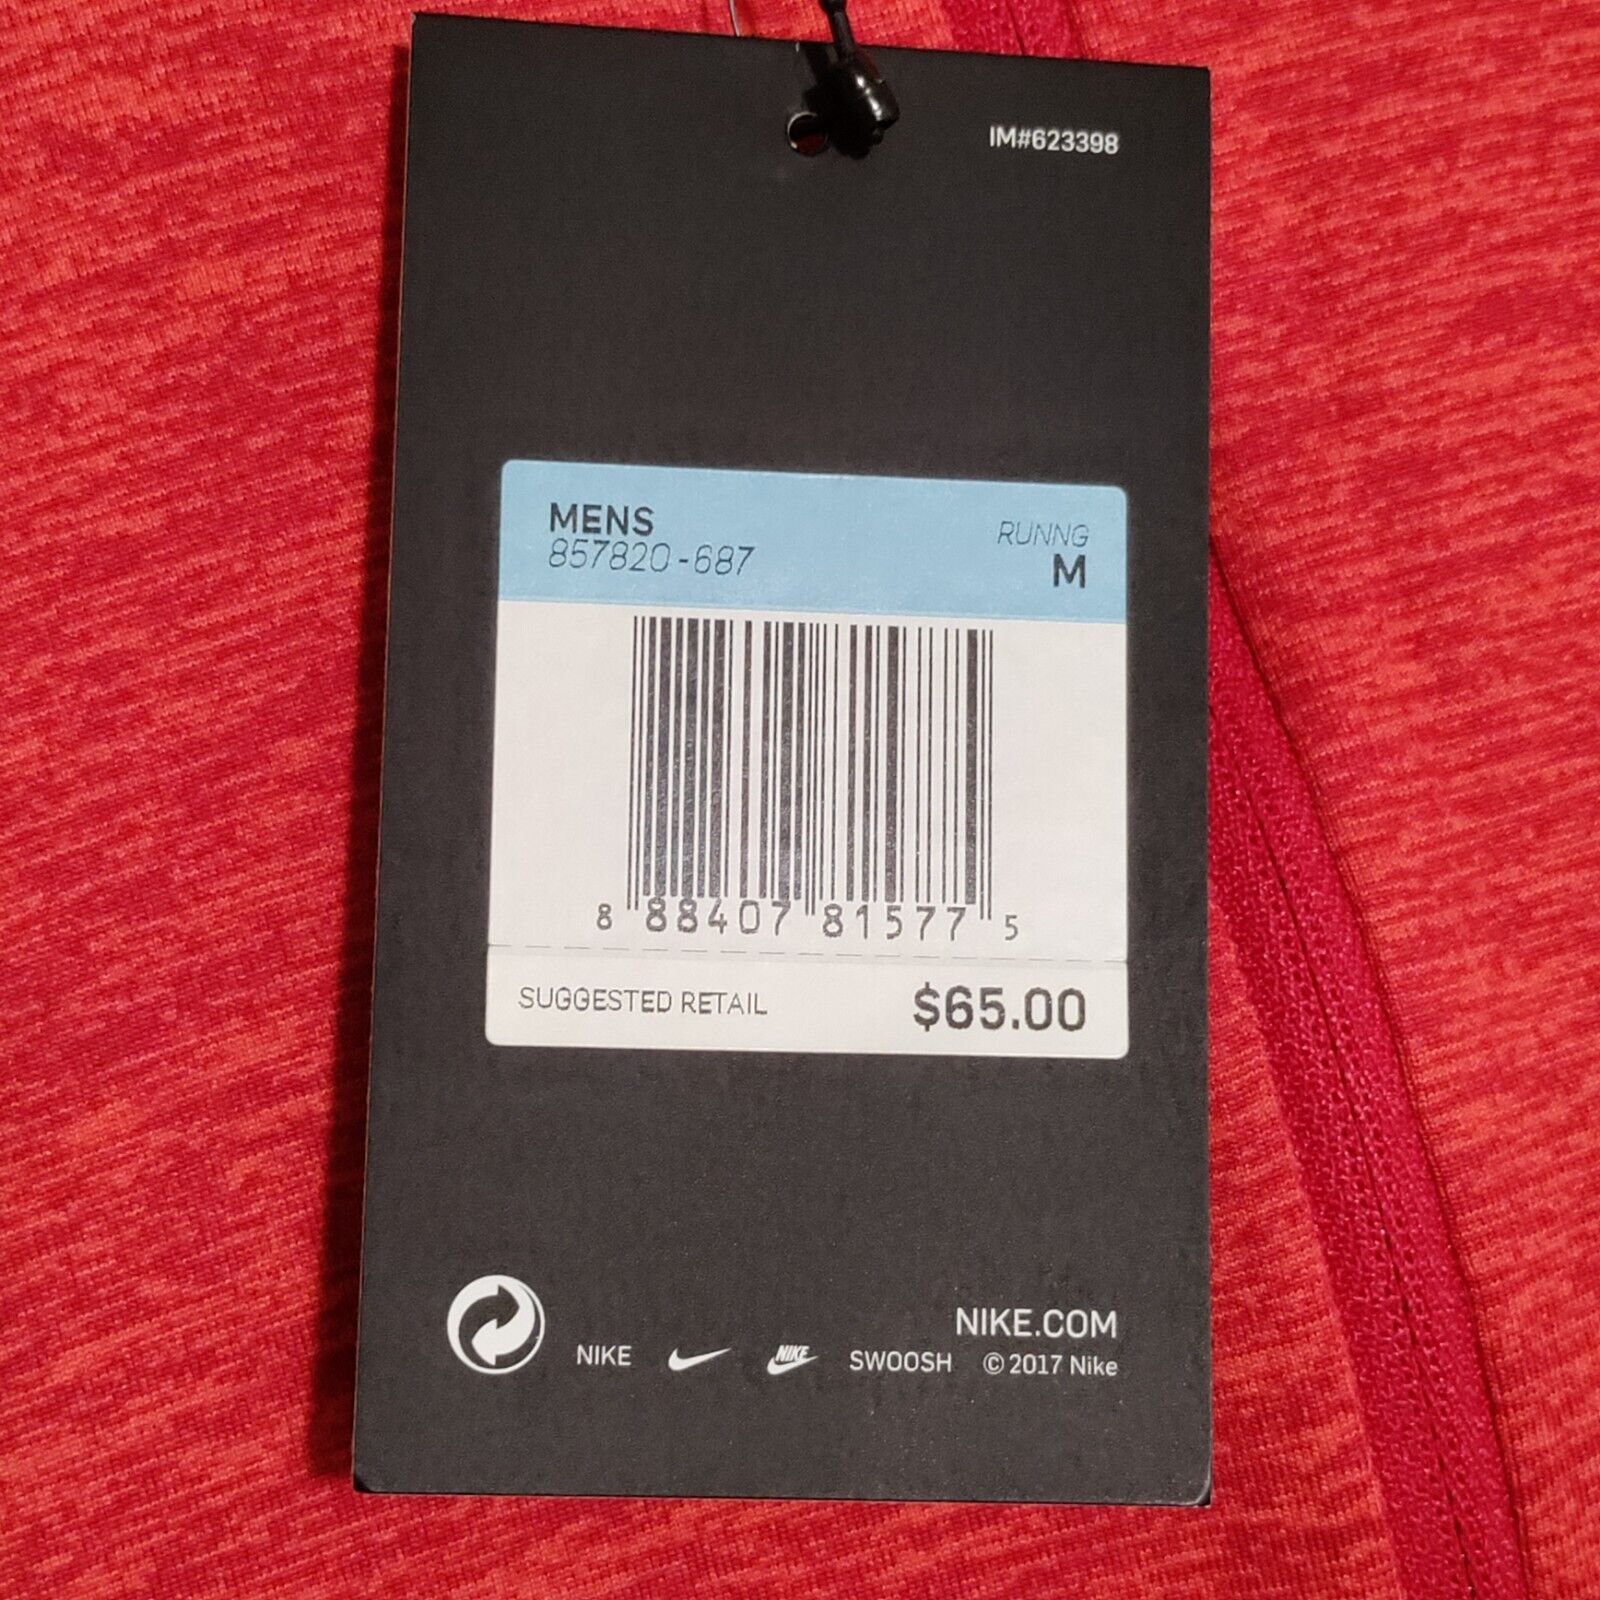 IM#623398
MENS RUNNG
857820-687 M
8 88407 81577 5
SUGGESTED RETAIL $65.00
NIKE.COM
NIKE NIKE SWOOSH © 2017 Nike